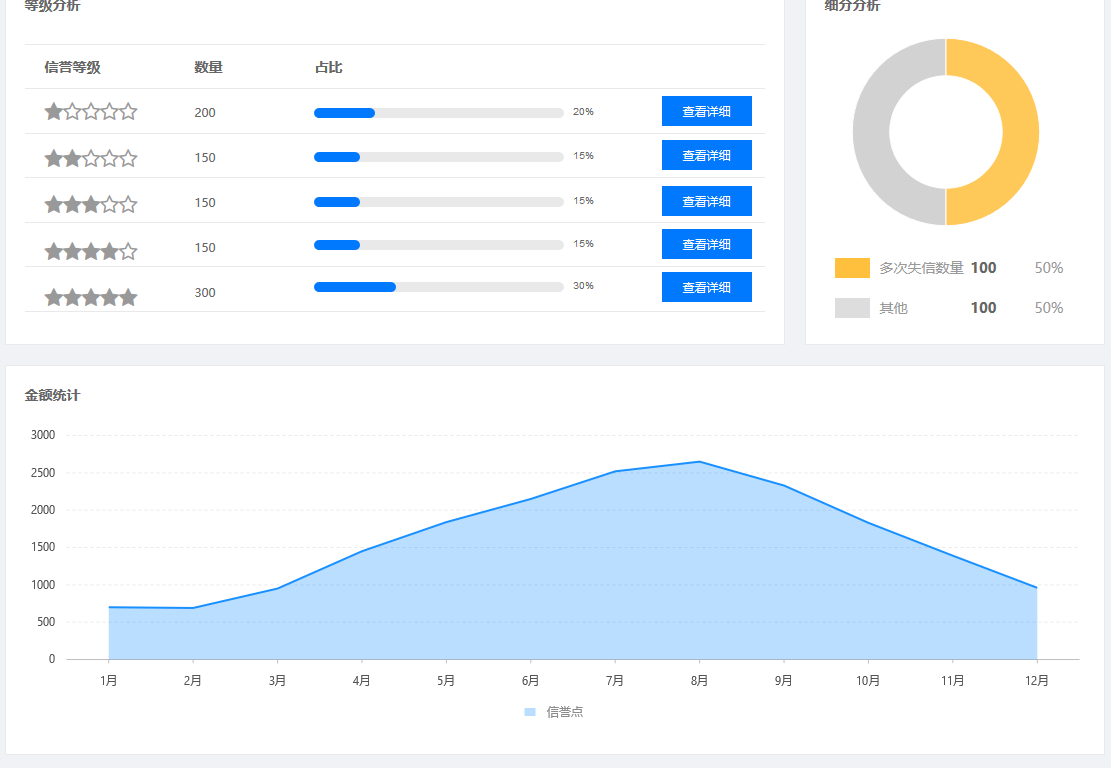 等级分析
信誉等级 数量 占比
200 20% 查看详细
150 15% 查看详细
150 15% 查看详细
150 15% 查看详细
300 30% 查看详细
细分分析
多次失信数量 100 50%
其他 100 50%
金额统计
3000
2500
2000
1500
1000
500
0
1月 2月 3月 4月 5月 6月 7月 8月 9月 10月 11月 12月
信誉点